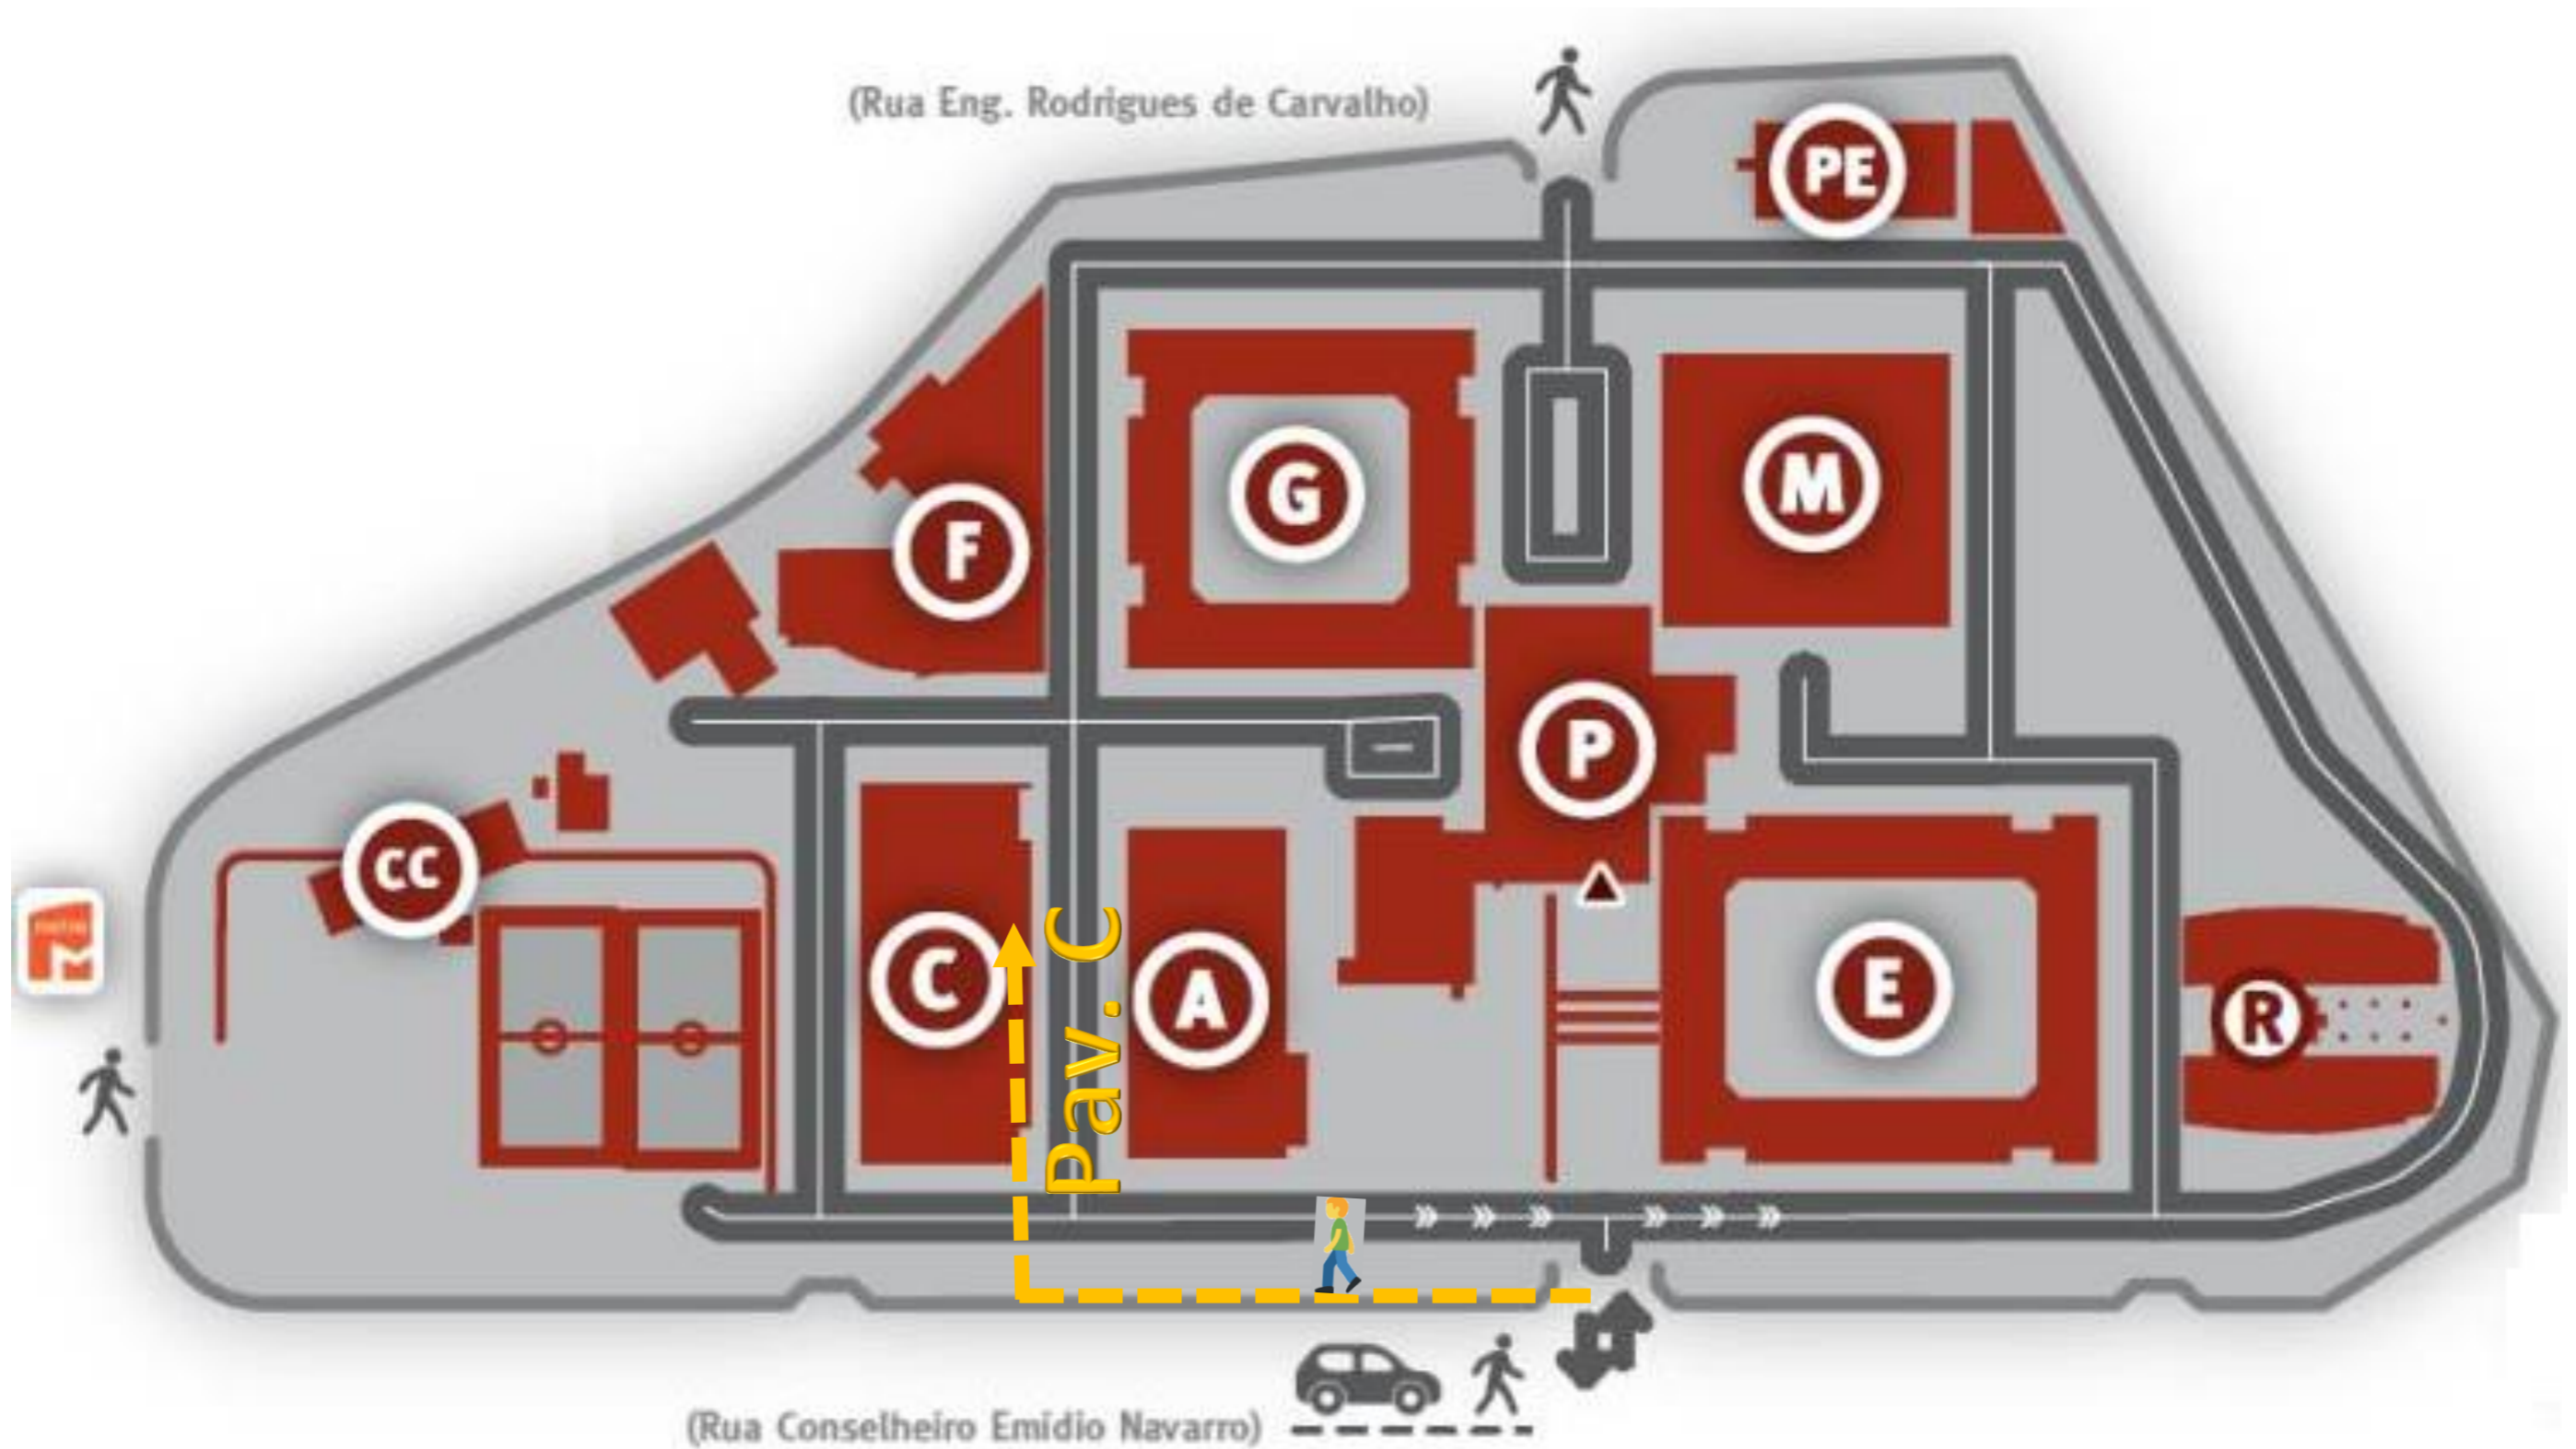 (Rua Eng. Rodrigues de Carvalho)
PE
G
M
F
P
CC
C
A
E
R
Pav. C
(Rua Conselheiro Emídio Navarro)